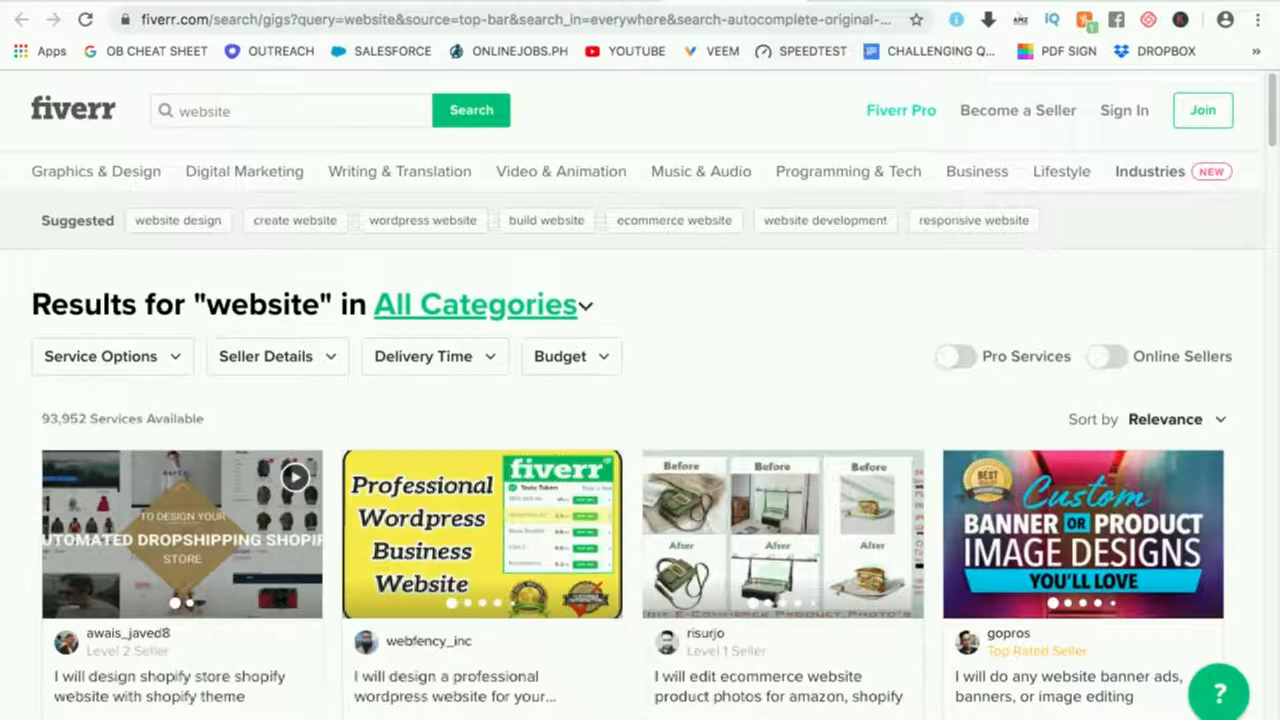 fiverr.com/search/gigs?query=website&source=top-bar&search_in=everywhere&search-autocomplete-original-...
Apps OB CHEAT SHEET OUTREACH SALESFORCE ONLINEJOBS.PH YOUTUBE VEEM SPEEDTEST CHALLENGING Q... PDF SIGN DROPBOX »
fiverr website Search Fiverr Pro Become a Seller Sign In Join
Graphics & Design Digital Marketing Writing & Translation Video & Animation Music & Audio Programming & Tech Business Lifestyle Industries NEW
Suggested website design create website wordpress website build website ecommerce website website development responsive website
Results for "website" in All Categories
Service Options Seller Details Delivery Time Budget Pro Services Online Sellers
93,952 Services Available Sort by Relevance
TO DESIGN YOUR
UTOMATED DROPSHIPPING SHOPIF
STORE
fiverr
Professional
Wordpress
Business
Website
Before Before Before
After After After
BEST
Custom
BANNER OR PRODUCT
IMAGE DESIGNS
YOU'LL LOVE
awais_javed8
Level 2 Seller
I will design shopify store shopify
website with shopify theme
webfency_inc
I will design a professional
wordpress website for your...
risurjo
Level 1 Seller
I will edit ecommerce website
product photos for amazon, shopify
gopros
Top Rated Seller
I will do any website banner ads,
banners, or image editing
?